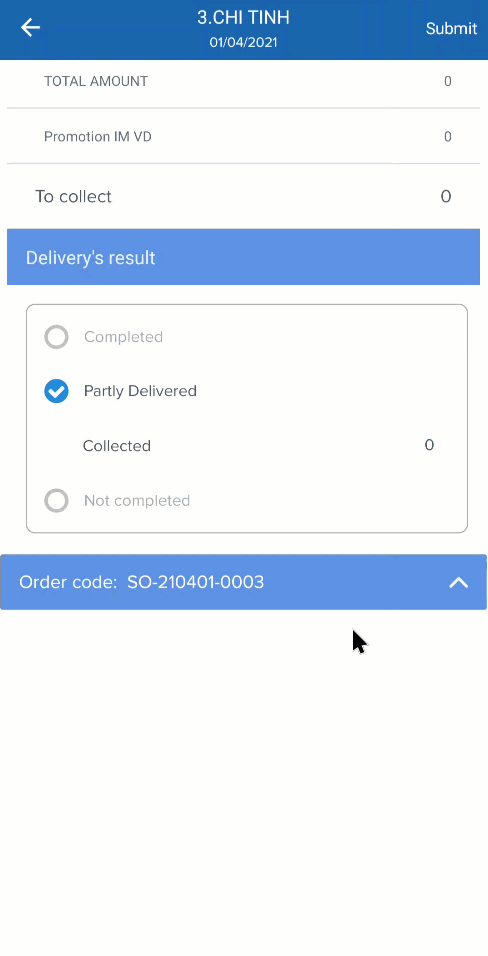 3.CHI TINH
01/04/2021
Submit
TOTAL AMOUNT 0
Promotion IM VD 0
To collect 0
Delivery's result
Completed
Partly Delivered
Collected 0
Not completed
Order code: SO-210401-0003